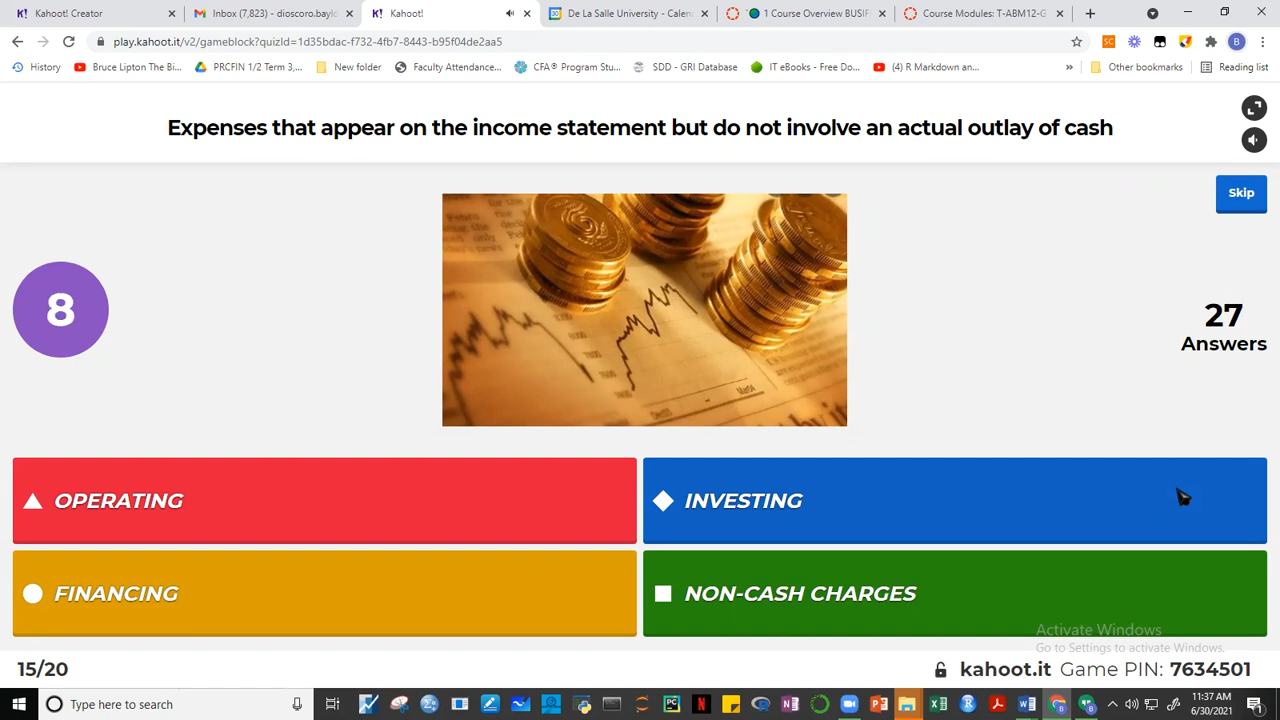 Kahoot! Creator
Inbox (7,823) - dioscoro.baylo
Kahoot!
De La Salle University - Calen
1 Course Overview BUSIF
Course Modules: T-ABM12-G
play.kahoot.it/v2/gameblock?quizId=1d35bdac-f732-4fb7-8443-b95f04de2aa5
History
Bruce Lipton The Bi...
PRCFIN 1/2 Term 3,...
New folder
Faculty Attendance...
CFA® Program Stu...
SDD - GRI Database
IT eBooks - Free Do...
(4) R Markdown an...
»
Other bookmarks
Reading list
Expenses that appear on the income statement but do not involve an actual outlay of cash
Skip
8
27
Answers
OPERATING
INVESTING
FINANCING
NON-CASH CHARGES
Activate Windows
Go to Settings to activate Windows.
15/20
kahoot.it Game PIN: 7634501
Type here to search
11:37 AM
6/30/2021